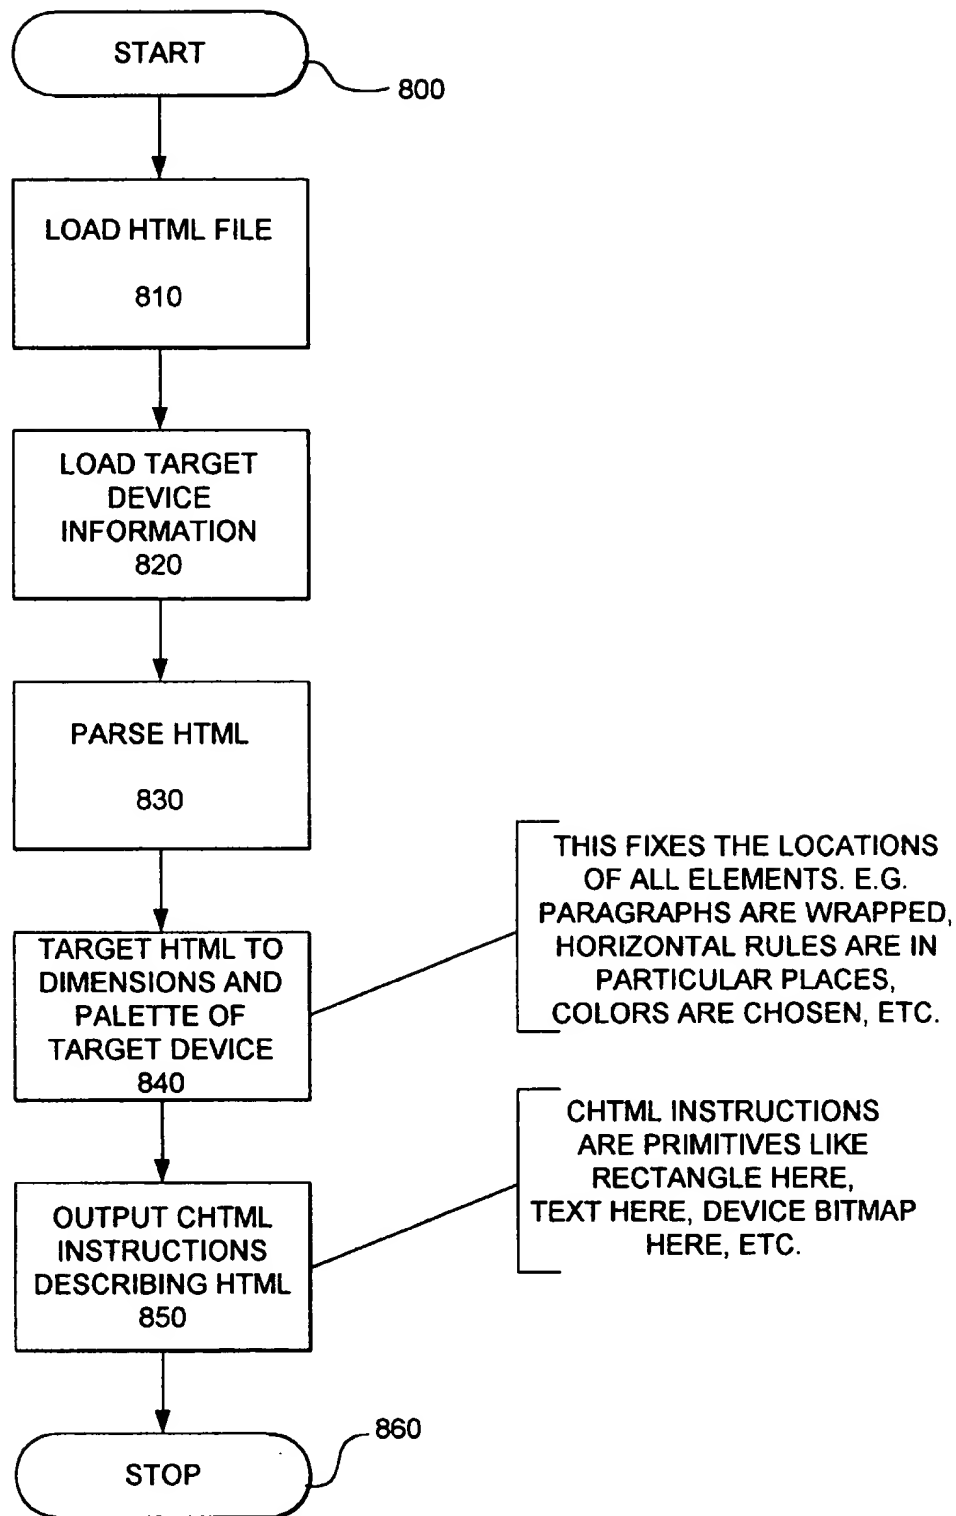 START
800
LOAD HTML FILE
810
LOAD TARGET
DEVICE
INFORMATION
820
PARSE HTML
830
THIS FIXES THE LOCATIONS
OF ALL ELEMENTS. E.G.
PARAGRAPHS ARE WRAPPED,
HORIZONTAL RULES ARE IN
PARTICULAR PLACES,
COLORS ARE CHOSEN, ETC.
TARGET HTML TO
DIMENSIONS AND
PALETTE OF
TARGET DEVICE
840
CHTML INSTRUCTIONS
ARE PRIMITIVES LIKE
RECTANGLE HERE,
TEXT HERE, DEVICE BITMAP
HERE, ETC.
OUTPUT CHTML
INSTRUCTIONS
DESCRIBING HTML
850
860
STOP